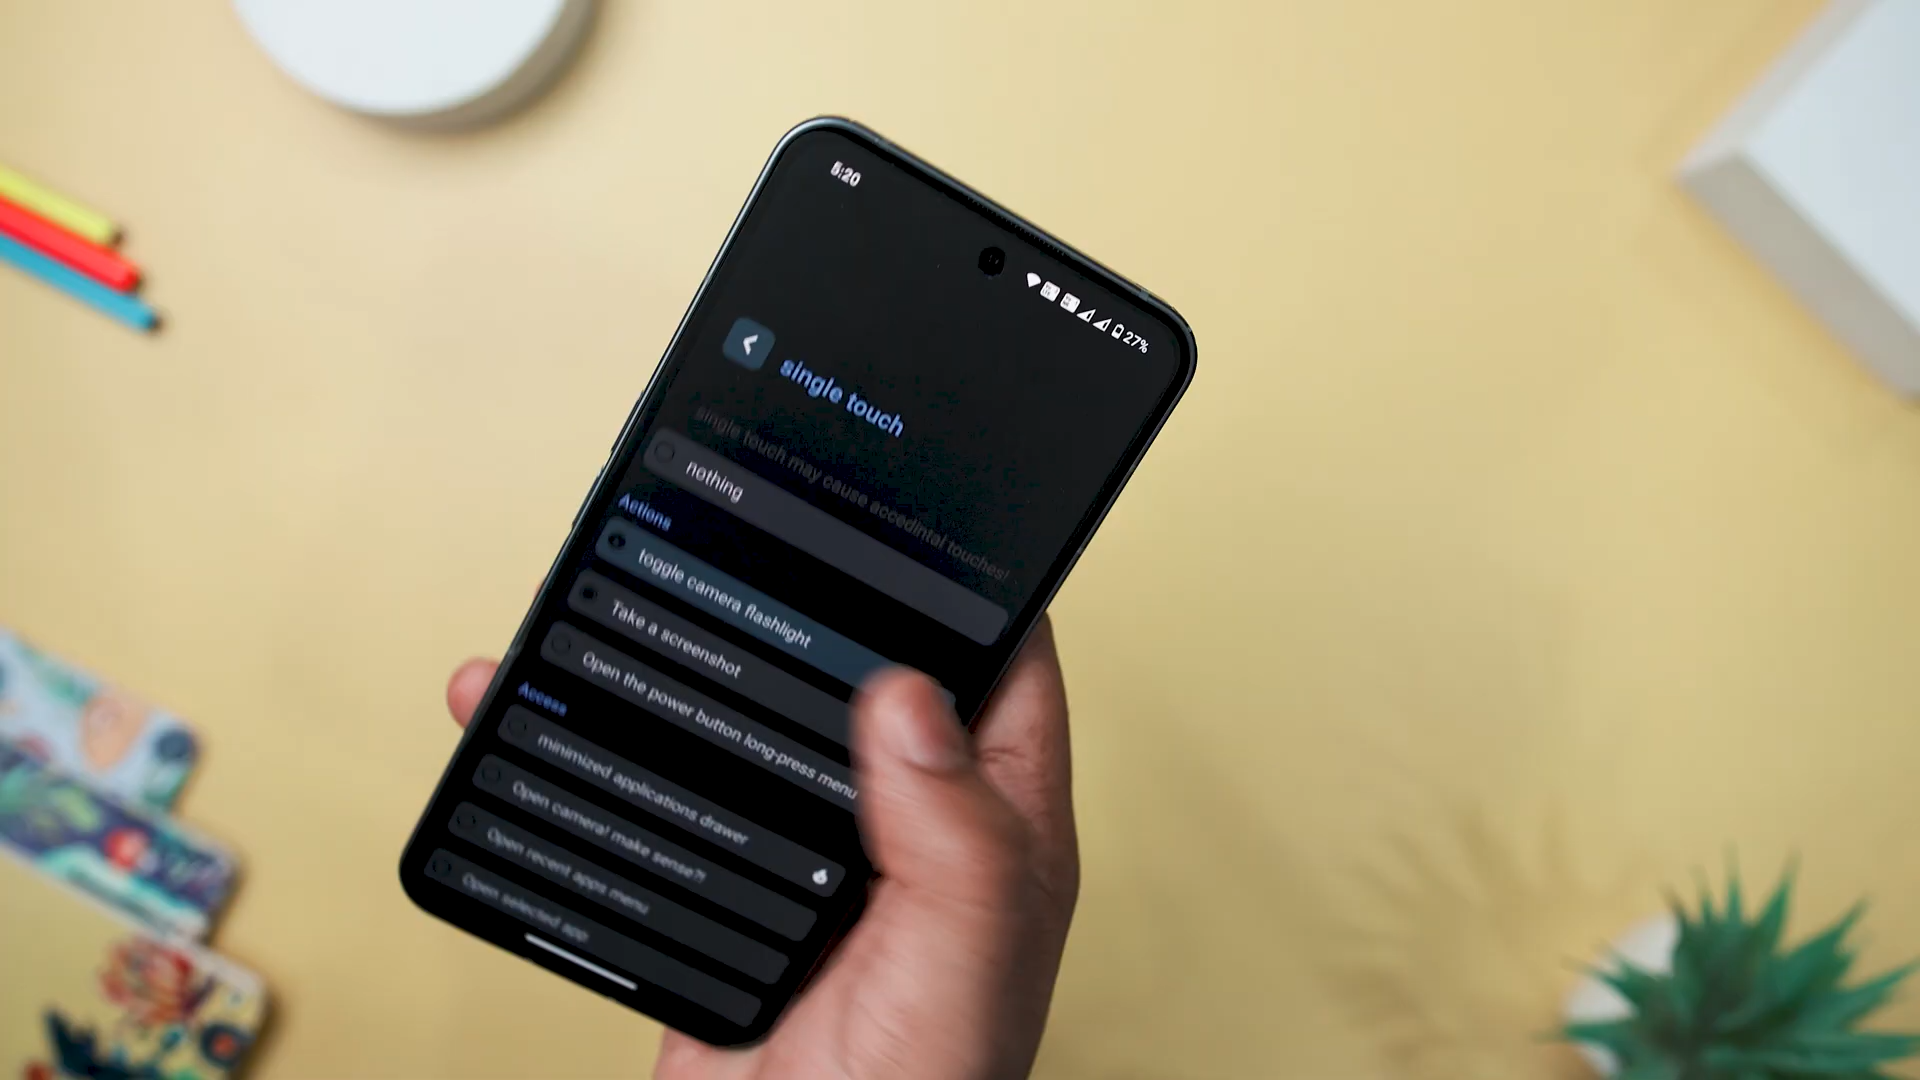 5:20
27%
single touch
single touch may cause accedintal touches!
nothing
Actions
toggle camera flashlight
Take a screenshot
Open the power button long-press menu
Access
minimized applications drawer
Open camera! make sense?!
Open recent apps menu
Open selected app